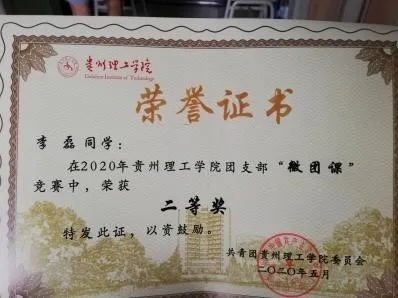 贵州理工学院
Guizhou Institute of Technology
荣誉证书
李磊同学：
在2020年贵州理工学院团支部“微团课”
竞赛中，荣获
二等奖
特发此证，以资鼓励。
共青团贵州理工学院委员会
二〇二〇年五月